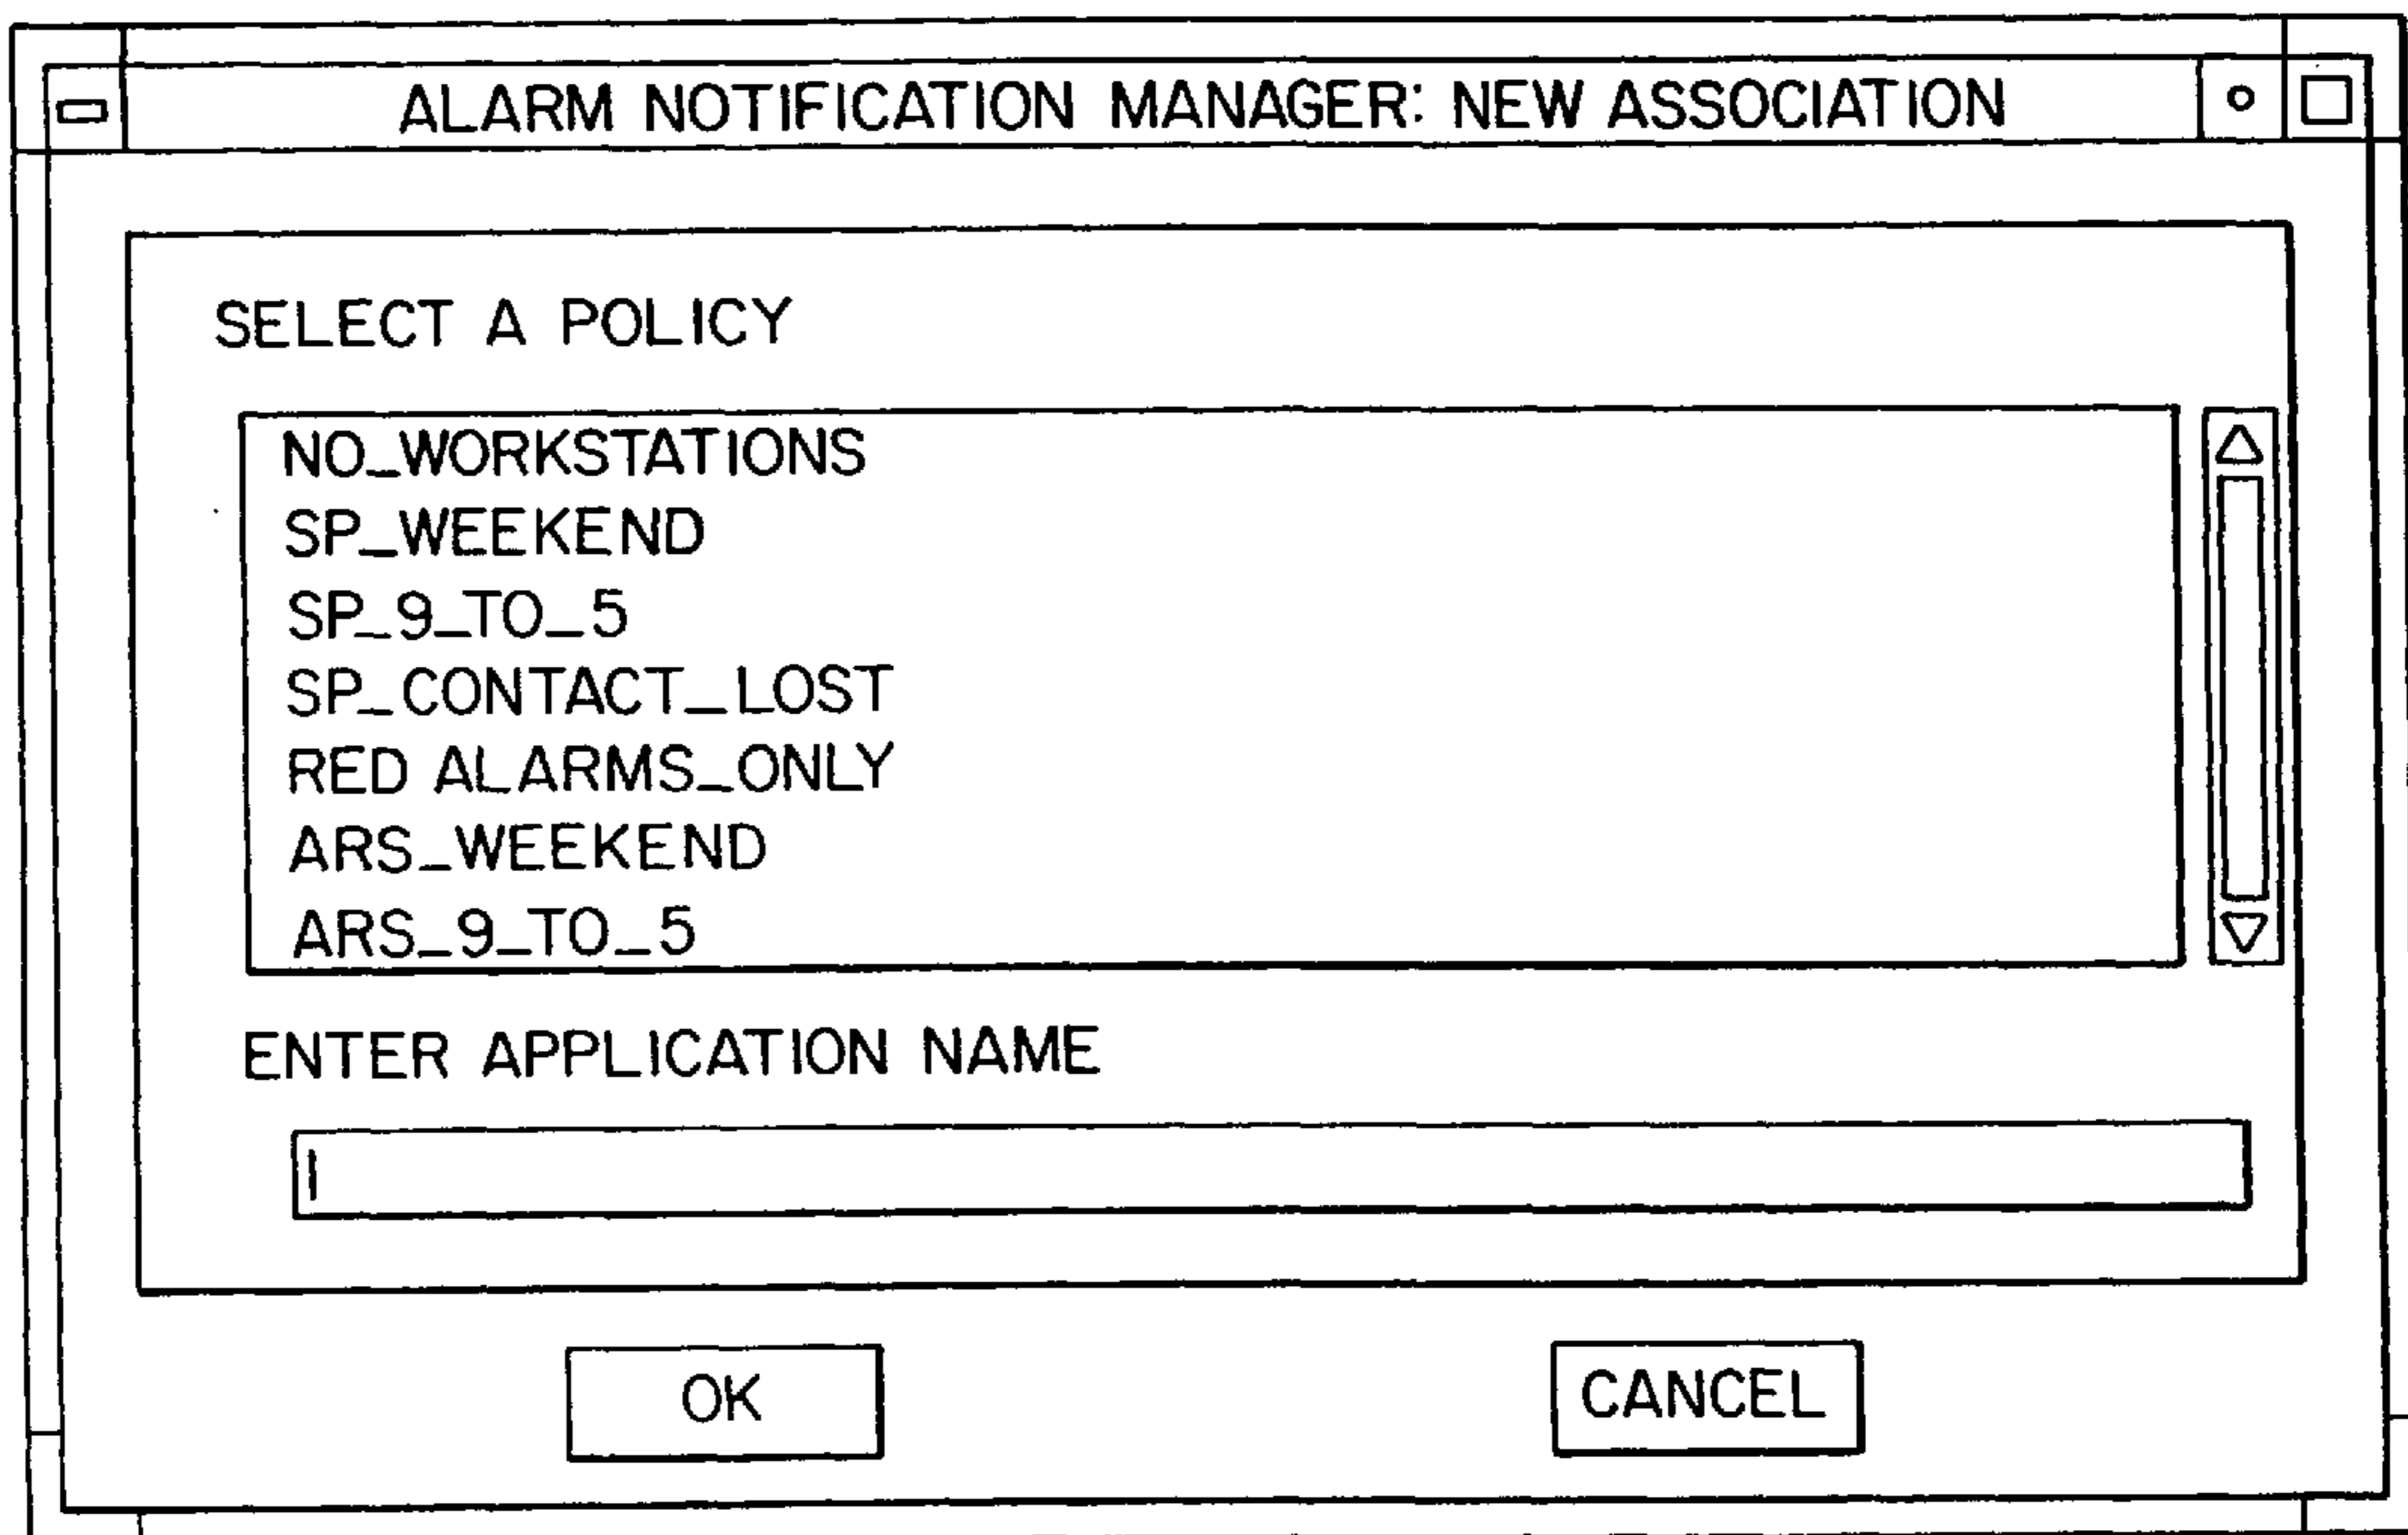 ALARM NOTIFICATION MANAGER: NEW ASSOCIATION
SELECT A POLICY
NO_WORKSTATIONS
SP_WEEKEND
SP_9_TO_5
SP_CONTACT_LOST
RED ALARMS_ONLY
ARS_WEEKEND
ARS_9_TO_5
ENTER APPLICATION NAME
OK
CANCEL